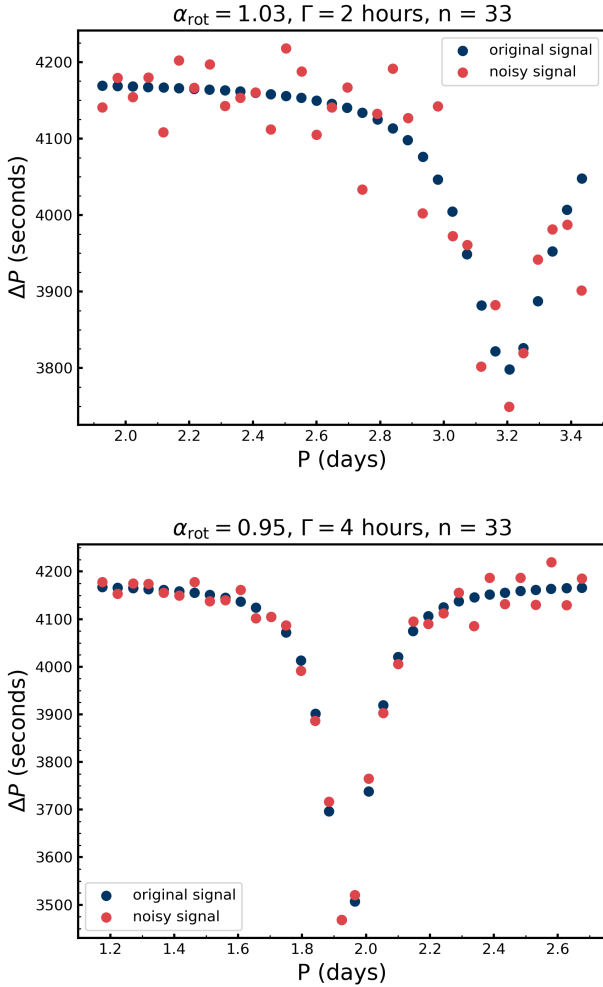 α_rot = 1.03, Γ = 2 hours, n = 33
original signal
noisy signal
4200
4100
4000
3900
3800
ΔP (seconds)
2.0 2.2 2.4 2.6 2.8 3.0 3.2 3.4
P (days)
α_rot = 0.95, Γ = 4 hours, n = 33
4200
4100
4000
3900
3800
3700
3600
3500
ΔP (seconds)
original signal
noisy signal
1.2 1.4 1.6 1.8 2.0 2.2 2.4 2.6
P (days)